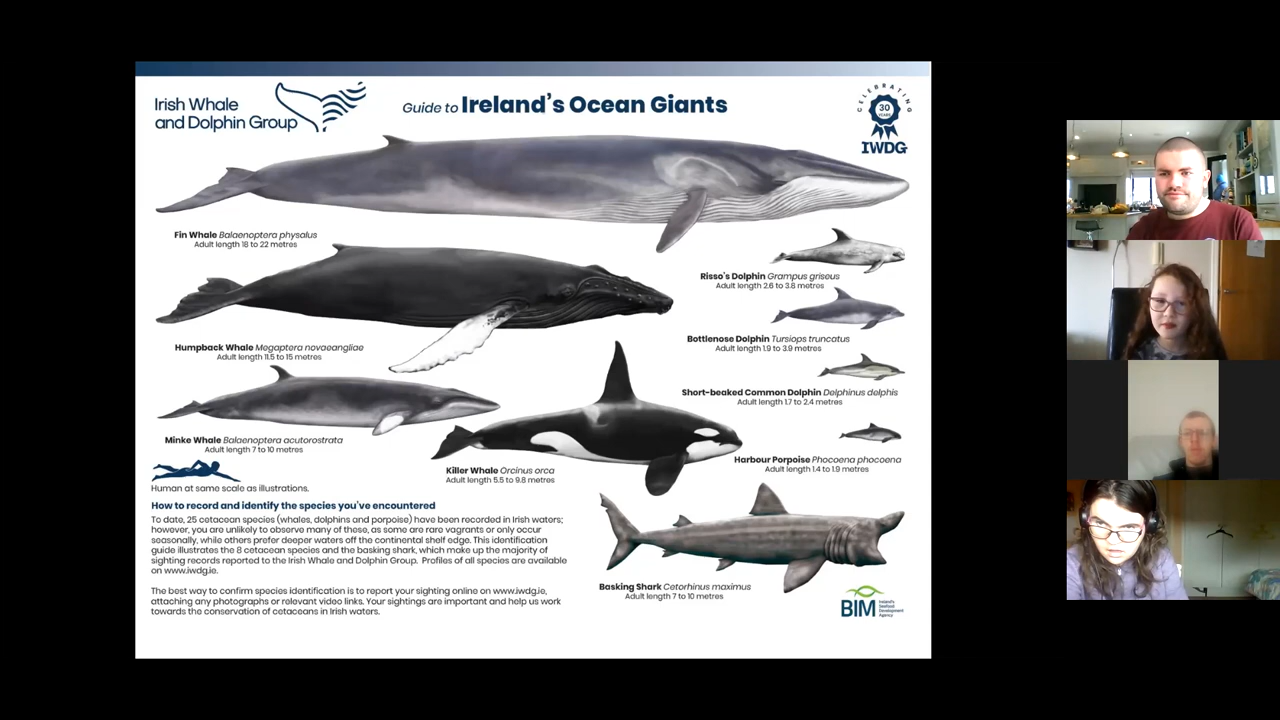 Irish Whale
and Dolphin Group
Guide to Ireland's Ocean Giants
CELEBRATING
30
YEARS
IWDG
Fin Whale Balaenoptera physalus
Adult length 18 to 22 metres
Risso's Dolphin Grampus griseus
Adult length 2.6 to 3.8 metres
Bottlenose Dolphin Tursiops truncatus
Adult length 1.9 to 3.9 metres
Humpback Whale Megaptera novaeangliae
Adult length 11.5 to 15 metres
Short-beaked Common Dolphin Delphinus delphis
Adult length 1.7 to 2.4 metres
Minke Whale Balaenoptera acutorostrata
Adult length 7 to 10 metres
Killer Whale Orcinus orca
Adult length 5.5 to 9.8 metres
Harbour Porpoise Phocoena phocoena
Adult length 1.4 to 1.9 metres
Human at same scale as illustrations.
How to record and identify the species you've encountered
To date, 25 cetacean species (whales, dolphins and porpoise) have been recorded in Irish waters;
however, you are unlikely to observe many of these, as some are rare vagrants or only occur
seasonally, while others prefer deeper waters off the continental shelf edge. This identification
guide illustrates the 8 cetacean species and the basking shark, which make up the majority of
sighting records reported to the Irish Whale and Dolphin Group. Profiles of all species are available
on www.iwdg.ie.
The best way to confirm species identification is to report your sighting online on www.iwdg.ie,
attaching any photographs or relevant video links. Your sightings are important and help us work
towards the conservation of cetaceans in Irish waters.
Basking Shark Cetorhinus maximus
Adult length 7 to 10 metres
BIM
Ireland's
Seafood
Development
Agency